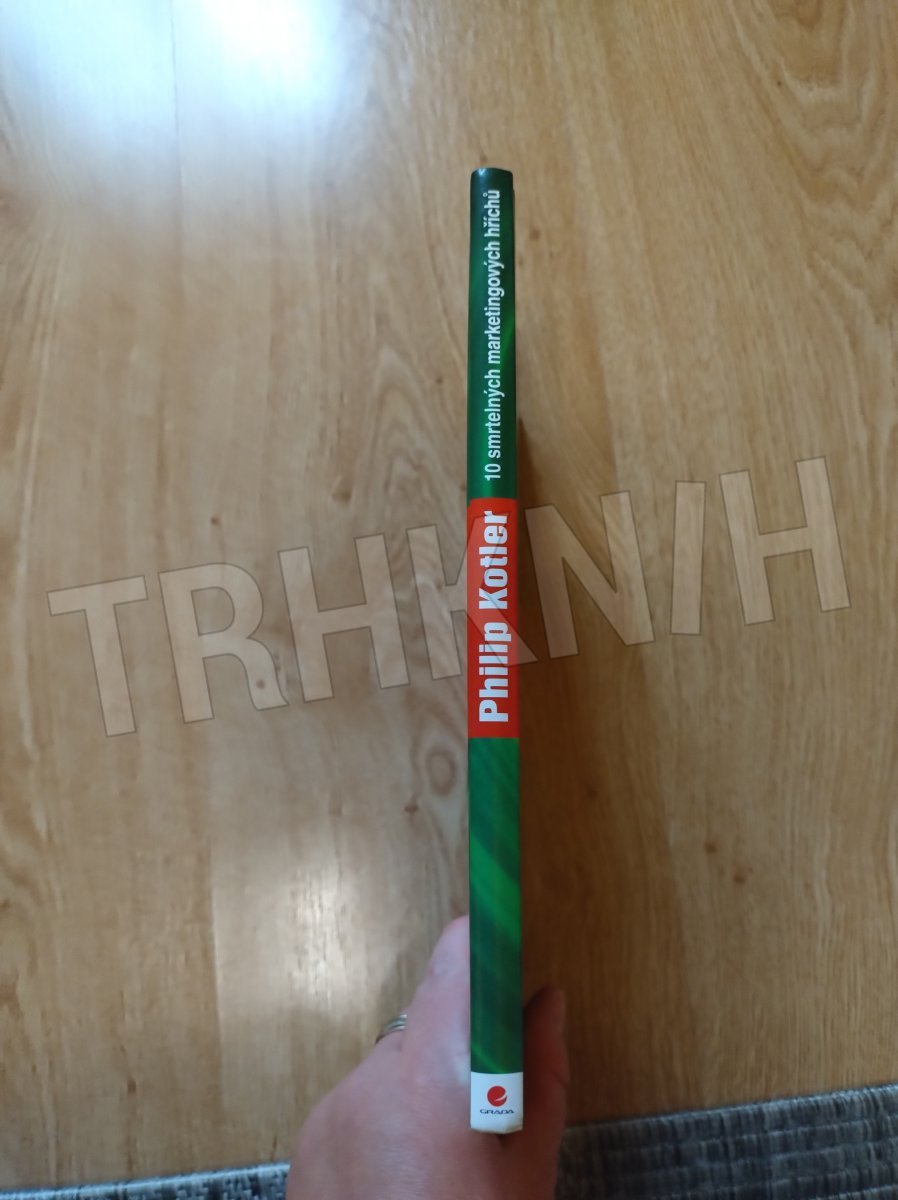 10 smrtelných marketingových hříchů
Philip Kotler
GRADA
TRHKNIH